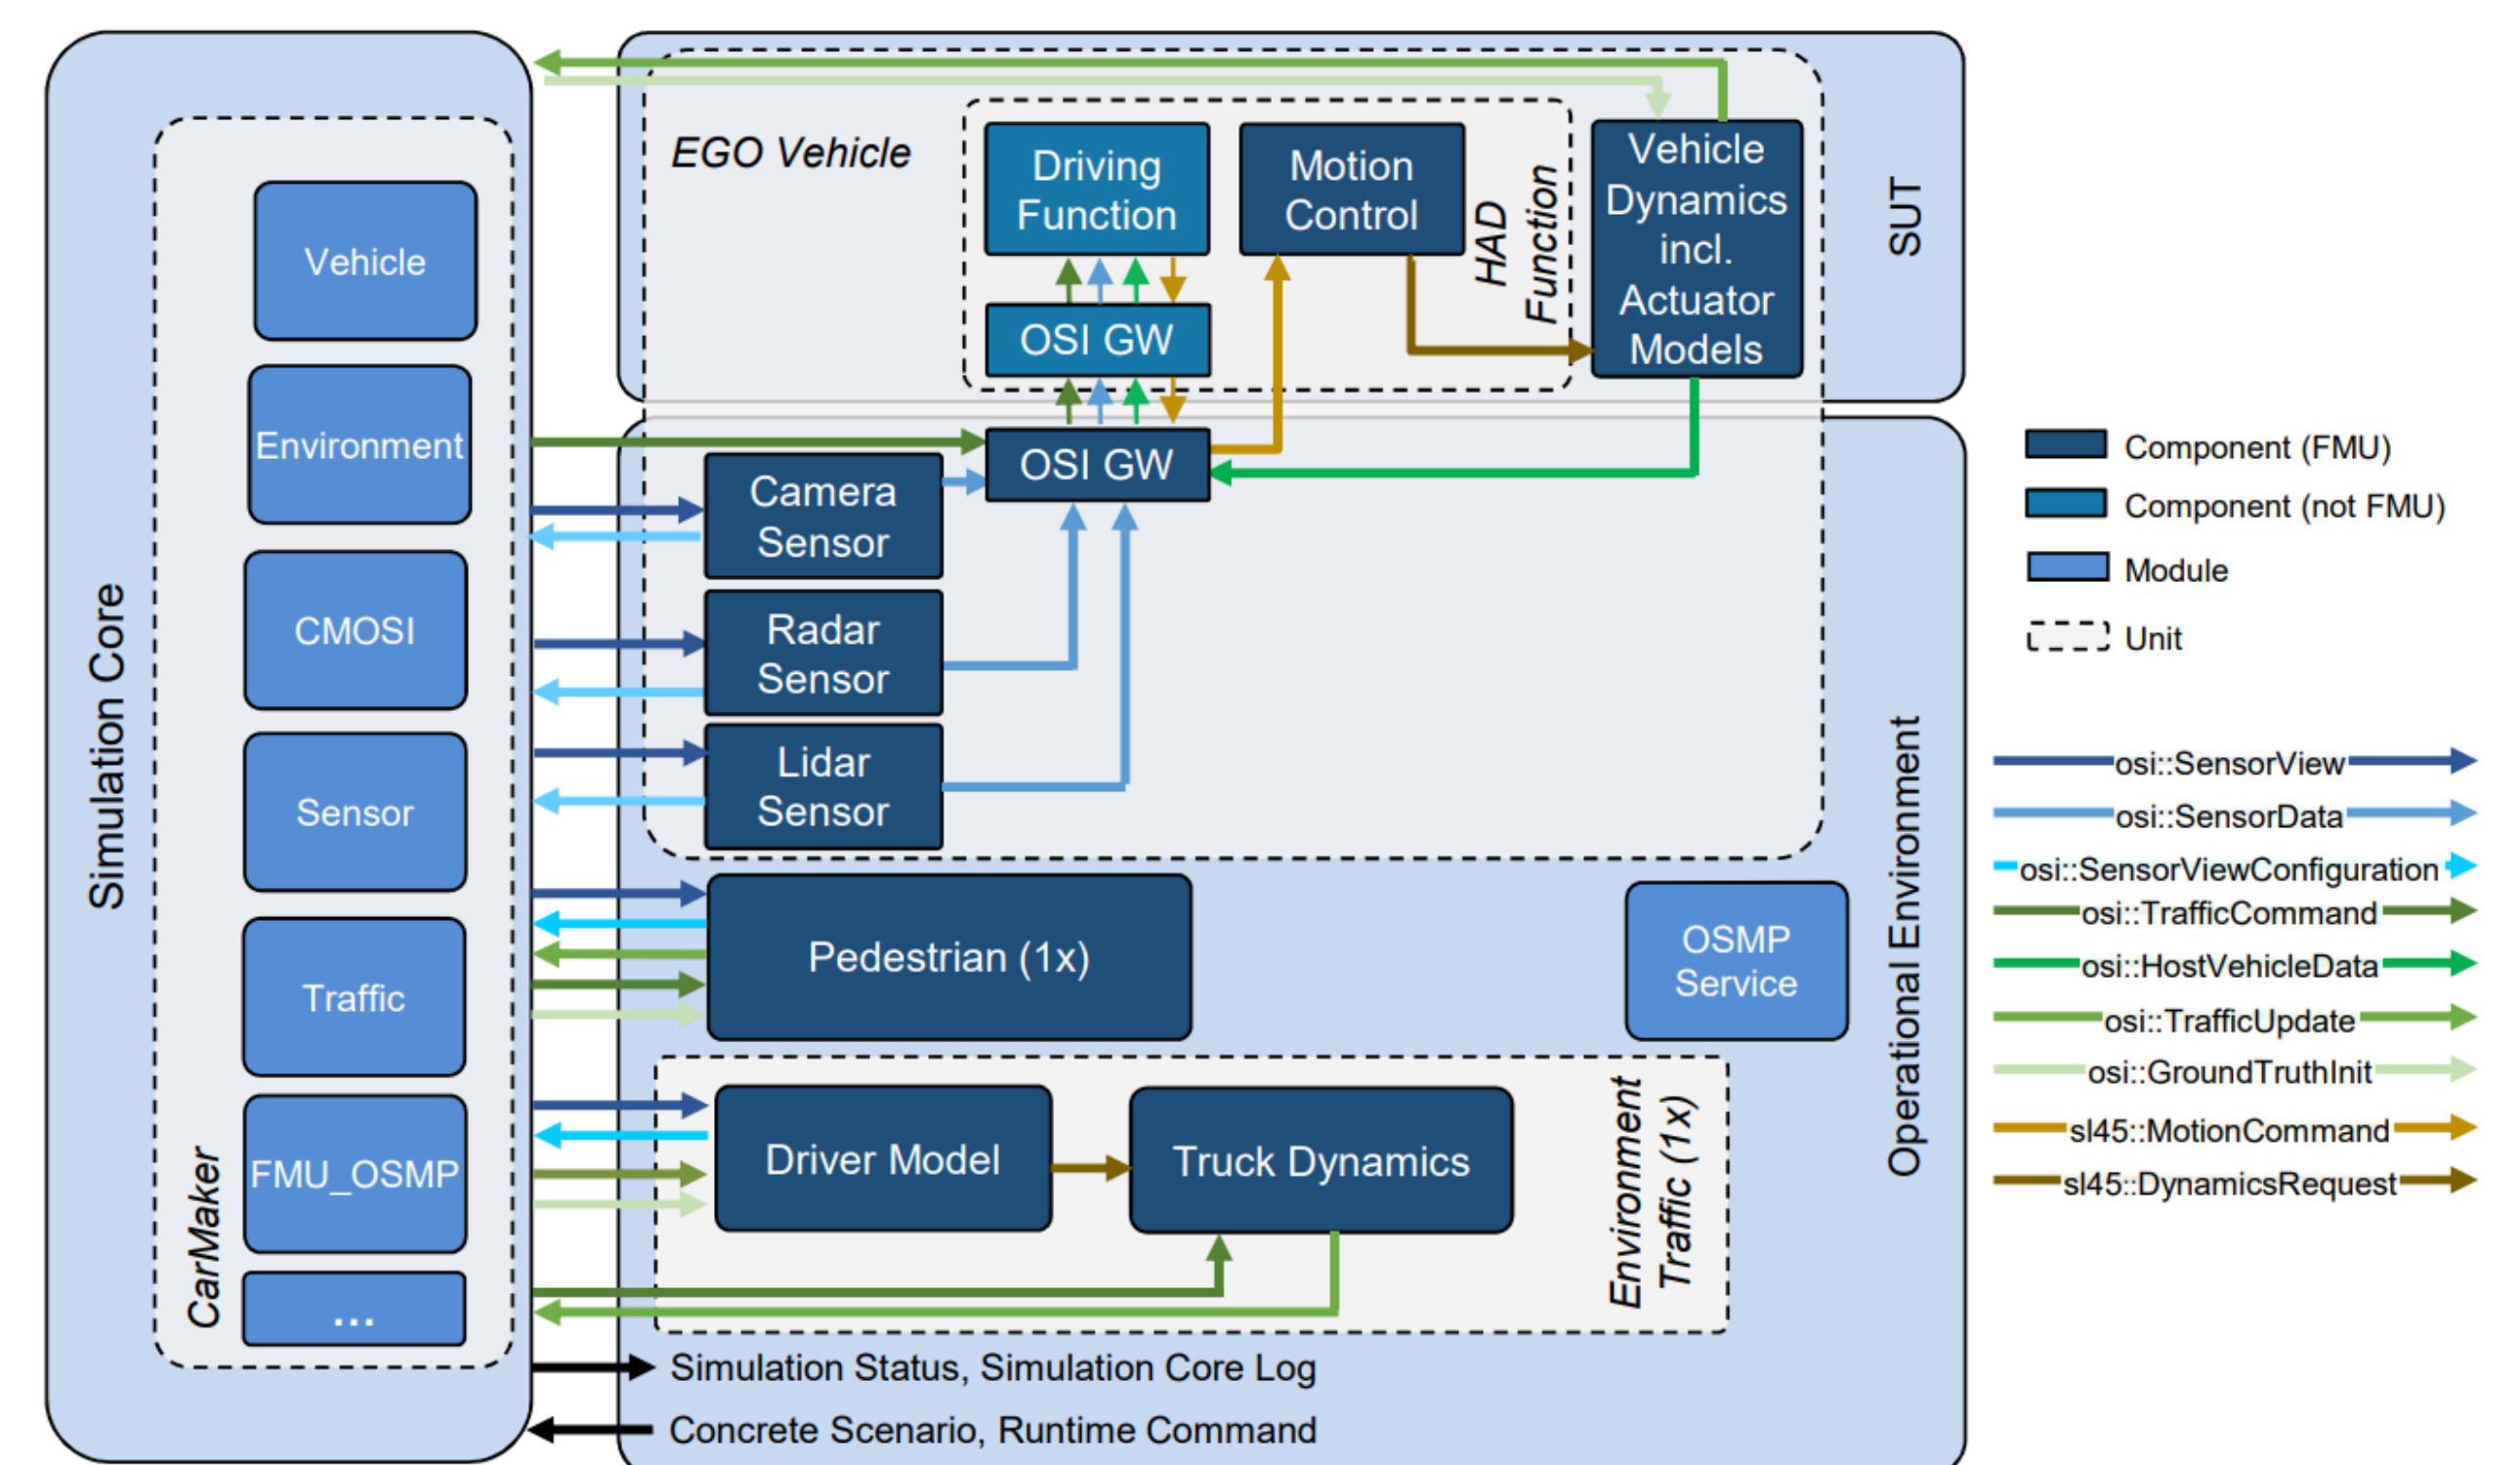 Simulation Core
CarMaker
Vehicle
Environment
CMOSI
Sensor
Traffic
FMU_OSMP
...
EGO Vehicle
Driving
Function
Motion
Control
HAD
Function
Vehicle
Dynamics
incl.
Actuator
Models
SUT
OSI GW
OSI GW
Camera
Sensor
Radar
Sensor
Lidar
Sensor
Pedestrian (1x)
OSMP
Service
Operational Environment
Driver Model
Truck Dynamics
Environment
Traffic (1x)
Simulation Status, Simulation Core Log
Concrete Scenario, Runtime Command
Component (FMU)
Component (not FMU)
Module
Unit
osi::SensorView
osi::SensorData
osi::SensorViewConfiguration
osi::TrafficCommand
osi::HostVehicleData
osi::TrafficUpdate
osi::GroundTruthInit
sl45::MotionCommand
sl45::DynamicsRequest